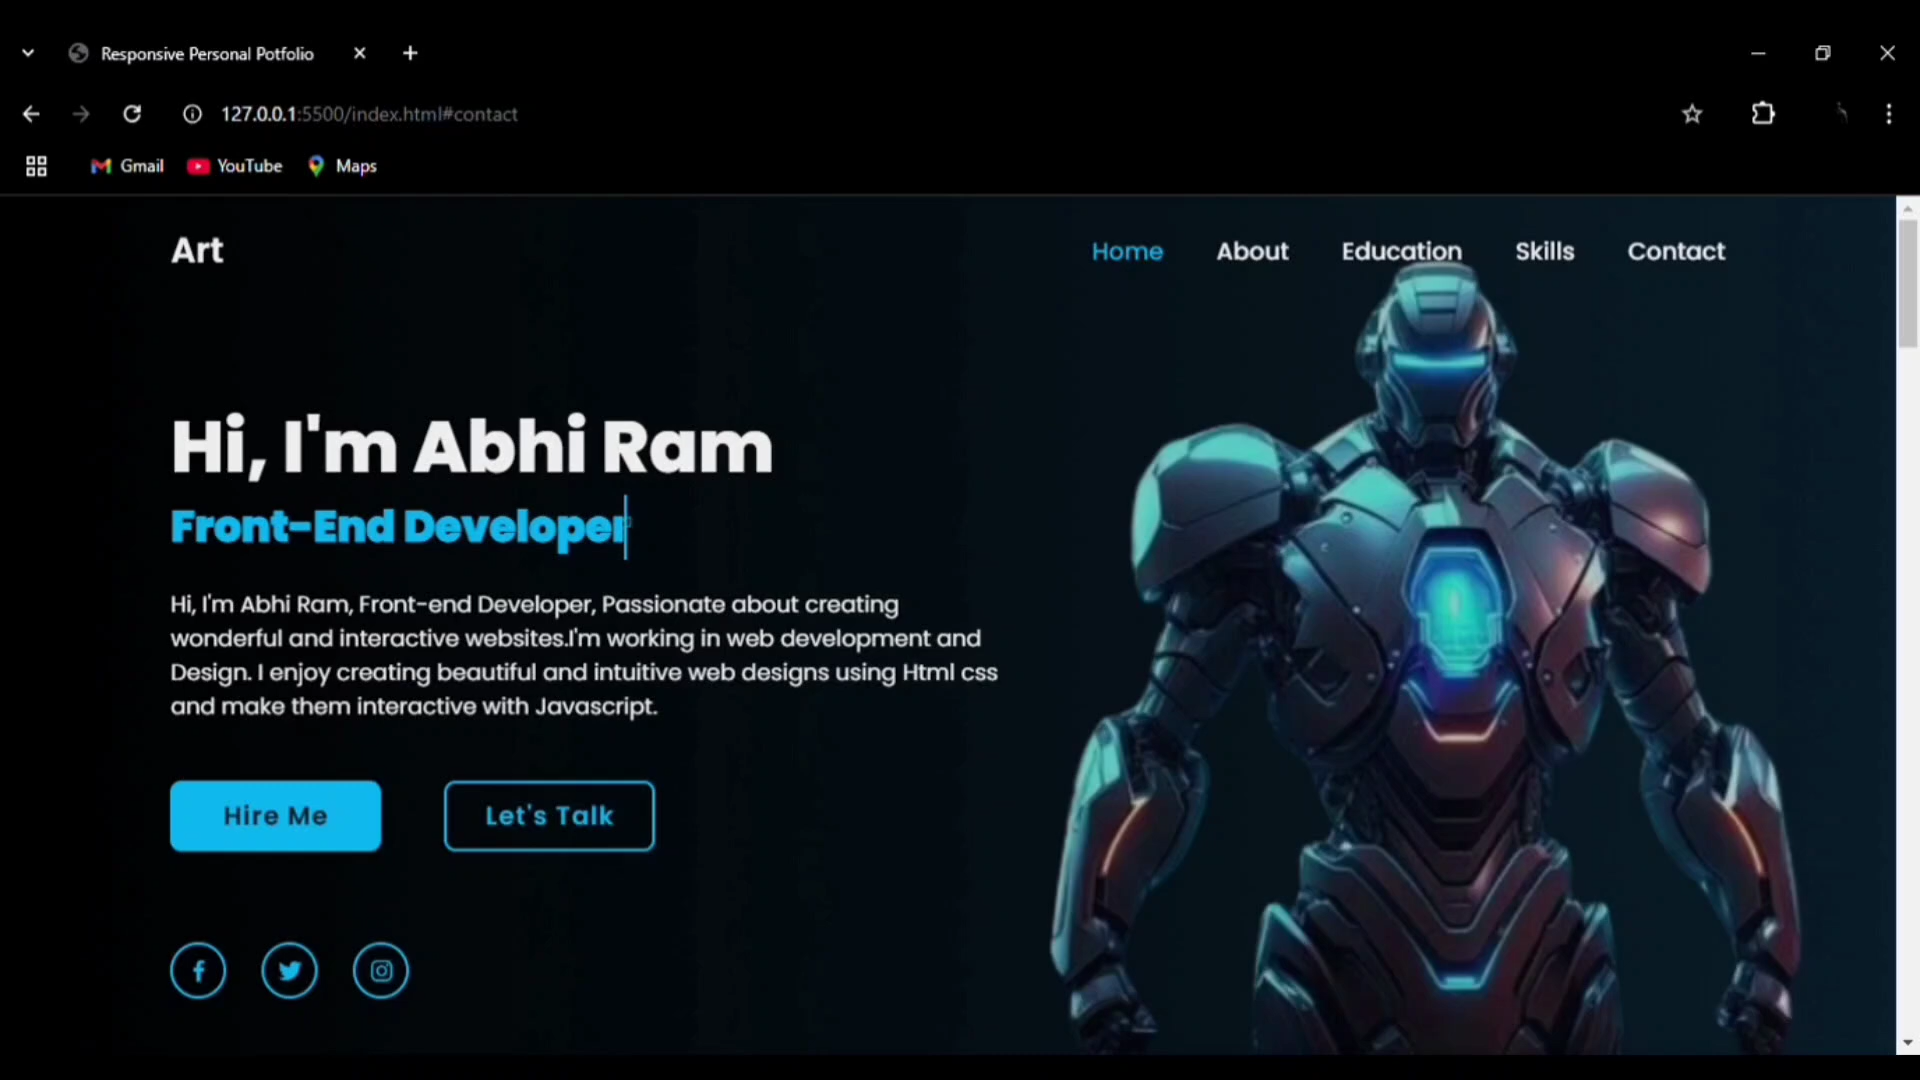 Responsive Personal Potfolio
127.0.0.1:5500/index.html#contact
Gmail YouTube Maps
Art Home About Education Skills Contact
Hi, I'm Abhi Ram
Front-End Developer
Hi, I'm Abhi Ram, Front-end Developer, Passionate about creating
wonderful and interactive websites.I'm working in web development and
Design. I enjoy creating beautiful and intuitive web designs using Html css
and make them interactive with Javascript.
Hire Me Let's Talk